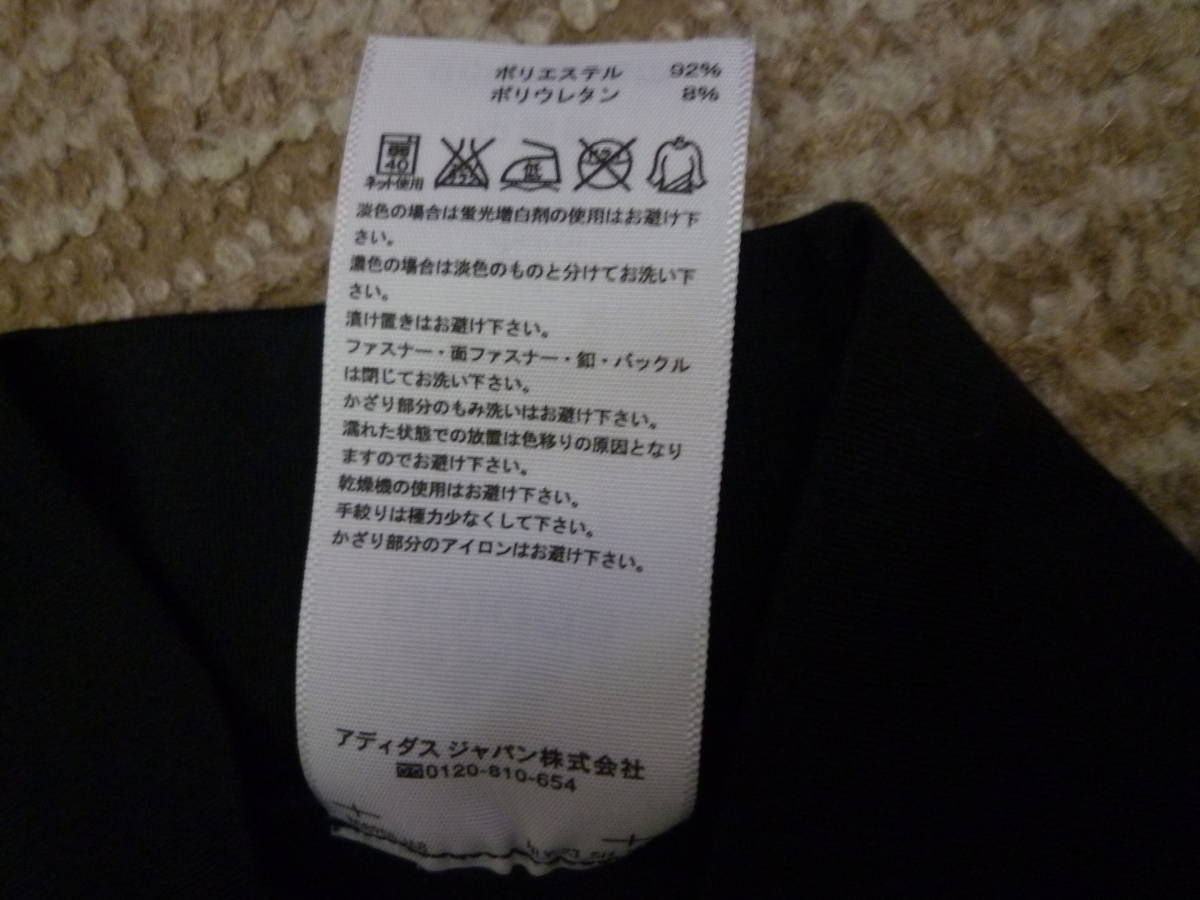 ポリエステル 92%
ポリウレタン 8%
弱
40
ネット使用
低
淡色の場合は蛍光増白剤の使用はお避け下
さい。
濃色の場合は淡色のものと分けてお洗い下
さい。
漬け置きはお避け下さい。
ファスナー・面ファスナー・釦・バックル
は閉じてお洗い下さい。
かざり部分のもみ洗いはお避け下さい。
濡れた状態での放置は色移りの原因となり
ますのでお避け下さい。
乾燥機の使用はお避け下さい。
手絞りは極力少なくして下さい。
かざり部分のアイロンはお避け下さい。
アディダス ジャパン株式会社
0120-810-654